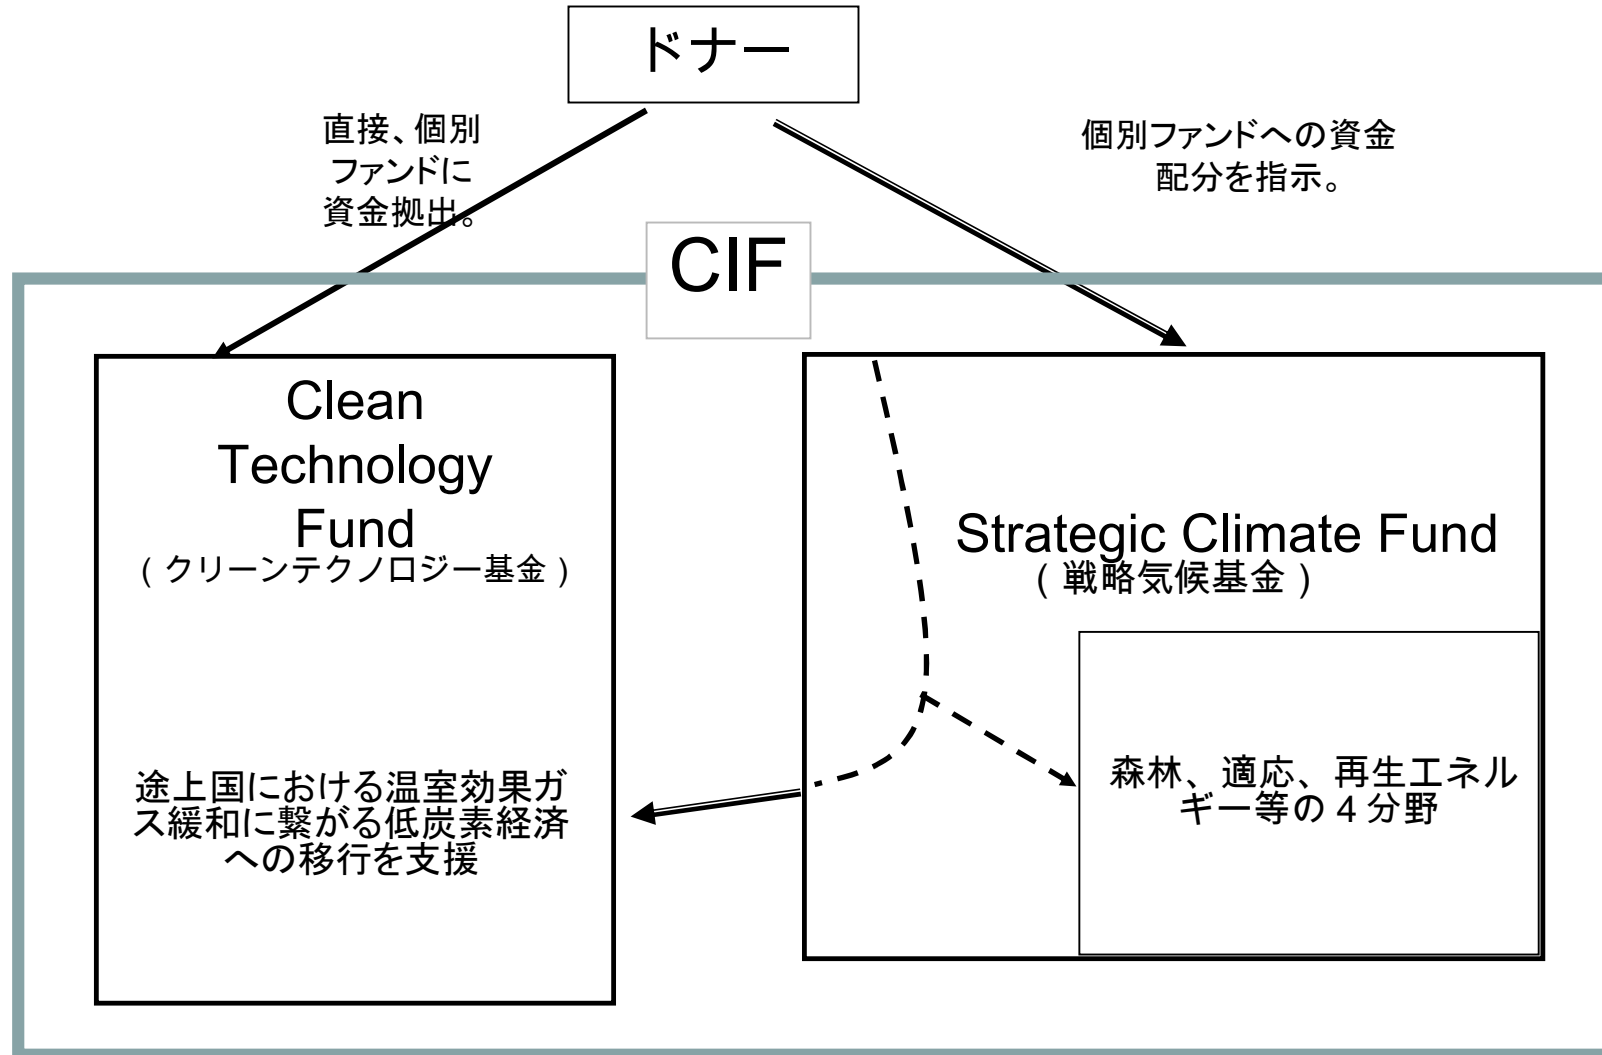 ドナー
直接、個別
ファンドに
資金拠出。
個別ファンドへの資金
配分を指示。
CIF
Clean
Technology
Fund
(クリーンテクノロジー基金)
途上国における温室効果ガ
ス緩和に繋がる低炭素経済
への移行を支援
Strategic Climate Fund
(戦略気候基金)
森林、適応、再生エネル
ギー等の4分野